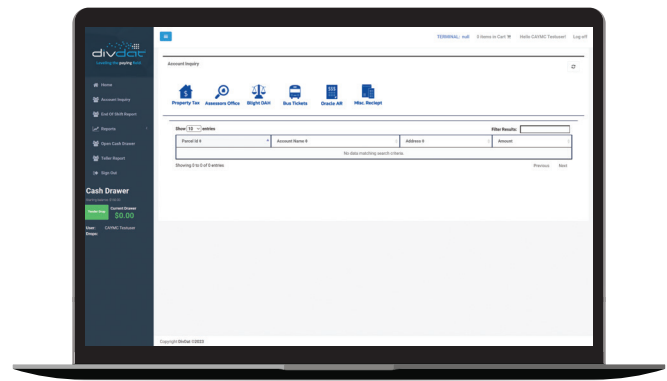 TERMINAL: null 0 Items in Cart Hello CAYMC Testuser! Log off
divdat
Home
Account Inquiry
End Of Shift Report
Reports
Open Cash Drawer
Teller Report
Sign Out
Cash Drawer
Current Drawer
$0.00
User: CAYMC Testuser
Drops:
Account Inquiry
Property Tax Assessors Office Blight DAH Bus Tickets Oracle AR Misc. Reciept
Show 10 entries Filter Results:
Parcel Id # Account Name # Address # Amount
No data matching search criteria
Showing 0 to 0 of 0 entries Previous Next
Copyright DivDat ©2023